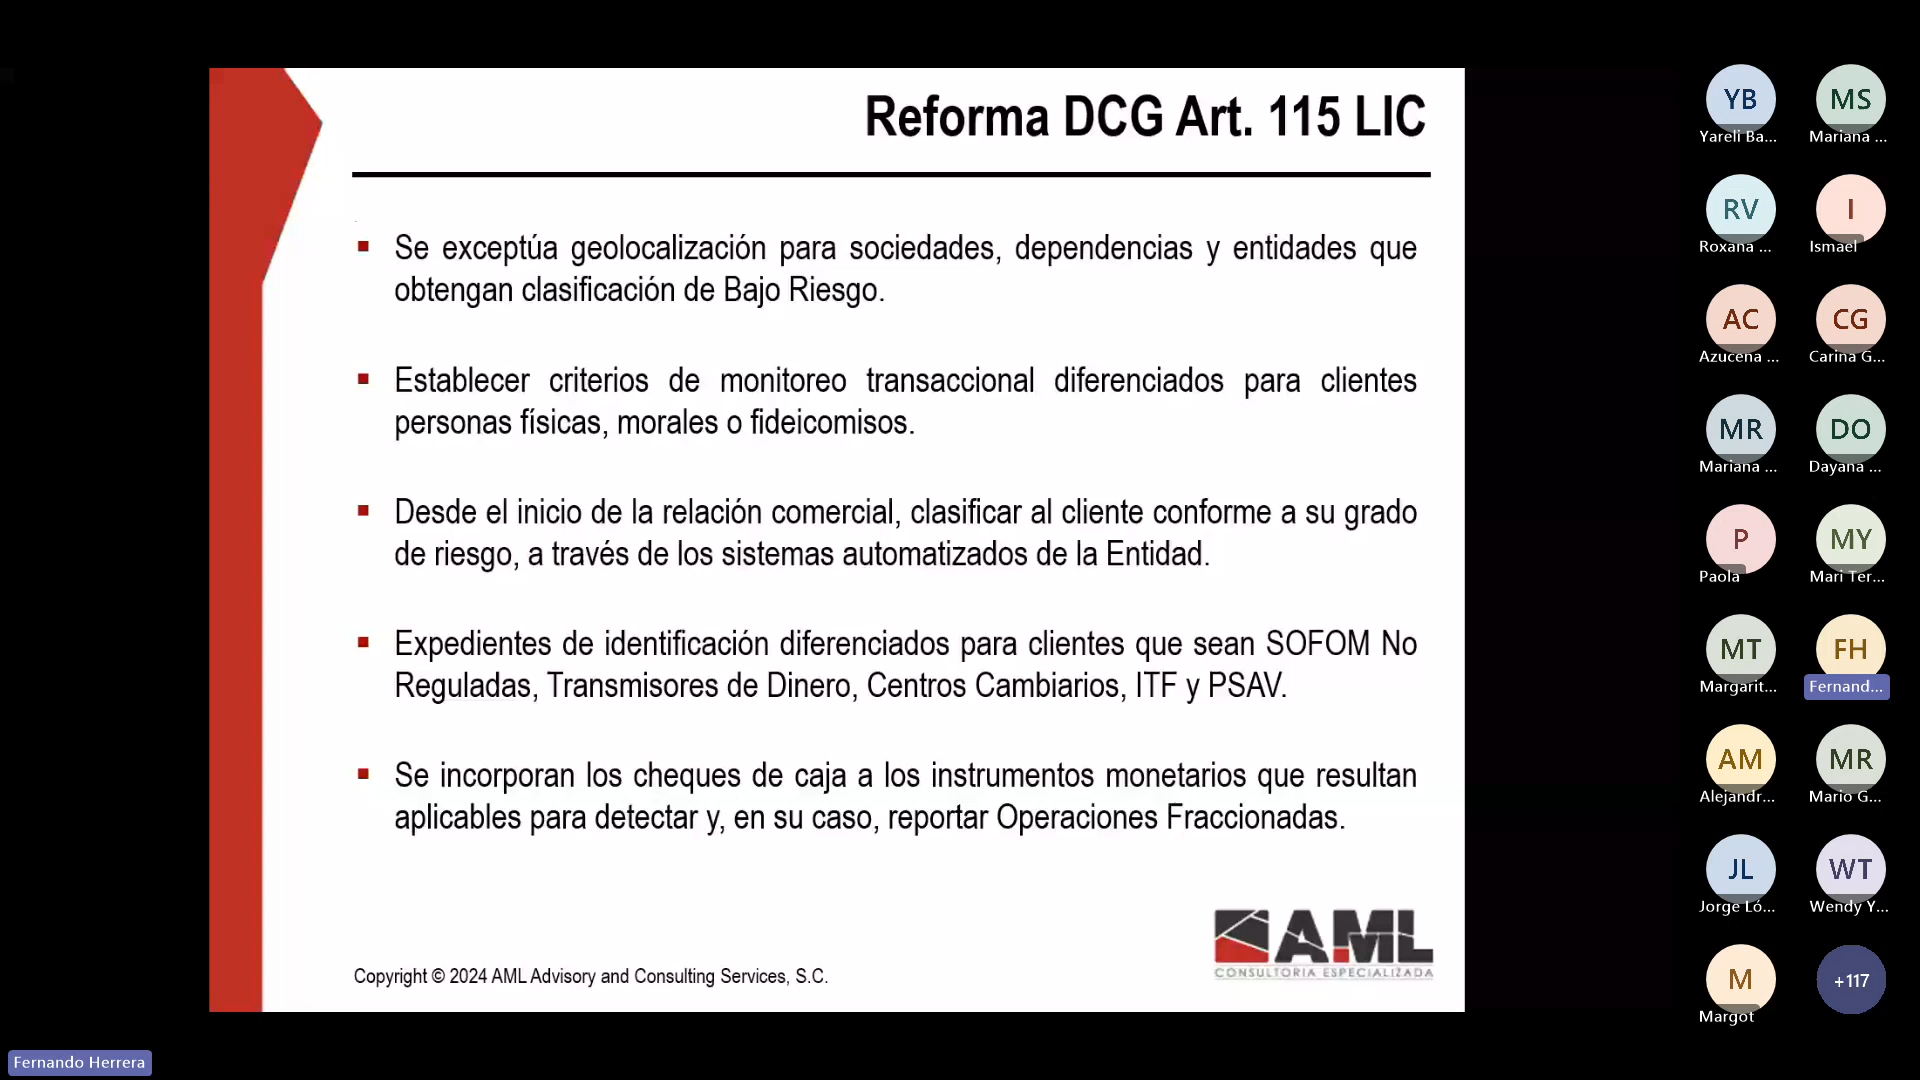 Reforma DCG Art. 115 LIC
▪ Se exceptúa geolocalización para sociedades, dependencias y entidades que
obtengan clasificación de Bajo Riesgo.
▪ Establecer criterios de monitoreo transaccional diferenciados para clientes
personas físicas, morales o fideicomisos.
▪ Desde el inicio de la relación comercial, clasificar al cliente conforme a su grado
de riesgo, a través de los sistemas automatizados de la Entidad.
▪ Expedientes de identificación diferenciados para clientes que sean SOFOM No
Reguladas, Transmisores de Dinero, Centros Cambiarios, ITF y PSAV.
▪ Se incorporan los cheques de caja a los instrumentos monetarios que resultan
aplicables para detectar y, en su caso, reportar Operaciones Fraccionadas.
AML
CONSULTORIA ESPECIALIZADA
Copyright © 2024 AML Advisory and Consulting Services, S.C.
Fernando Herrera
YB MS
Yareli Ba... Mariana ...
RV I
Roxana ... Ismael
AC CG
Azucena ... Carina G...
MR DO
Mariana ... Dayana ...
P MY
Paola Mari Ter...
MT FH
Margarit... Fernand...
AM MR
Alejandr... Mario G...
JL WT
Jorge Ló... Wendy Y...
M +117
Margot